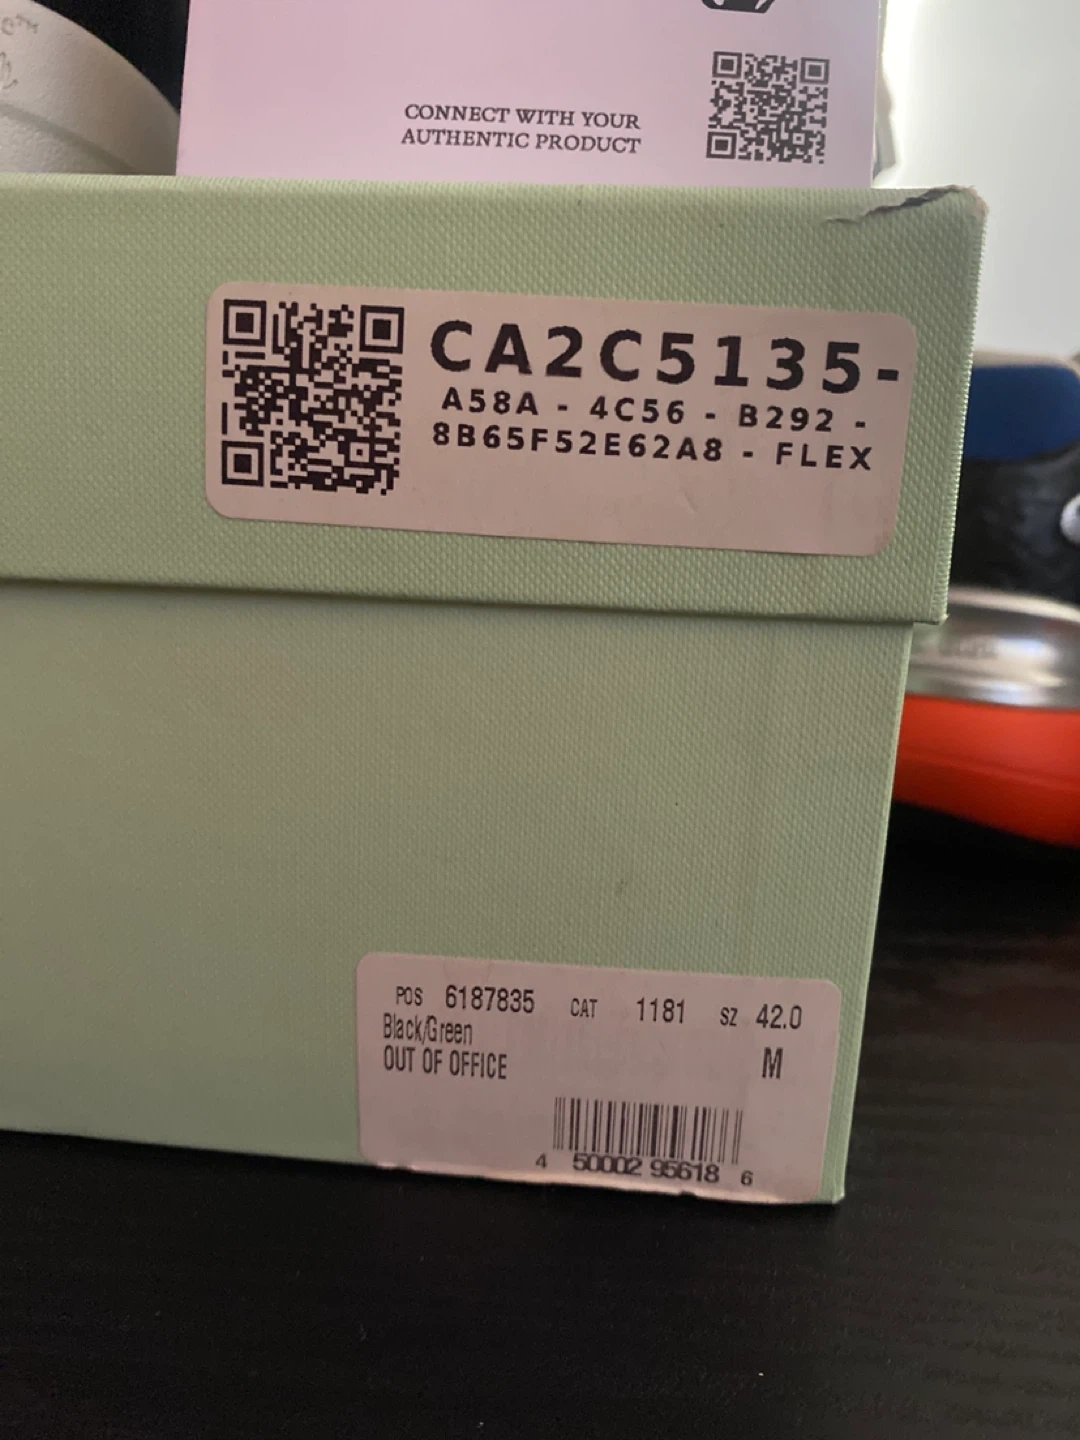 CONNECT WITH YOUR
AUTHENTIC PRODUCT
CA2C5135-
A58A - 4C56 - B292 -
8B65F52E62A8 - FLEX
POS 6187835 CAT 1181 SZ 42.0
Black/Green
OUT OF OFFICE M
4 50002 95618 6